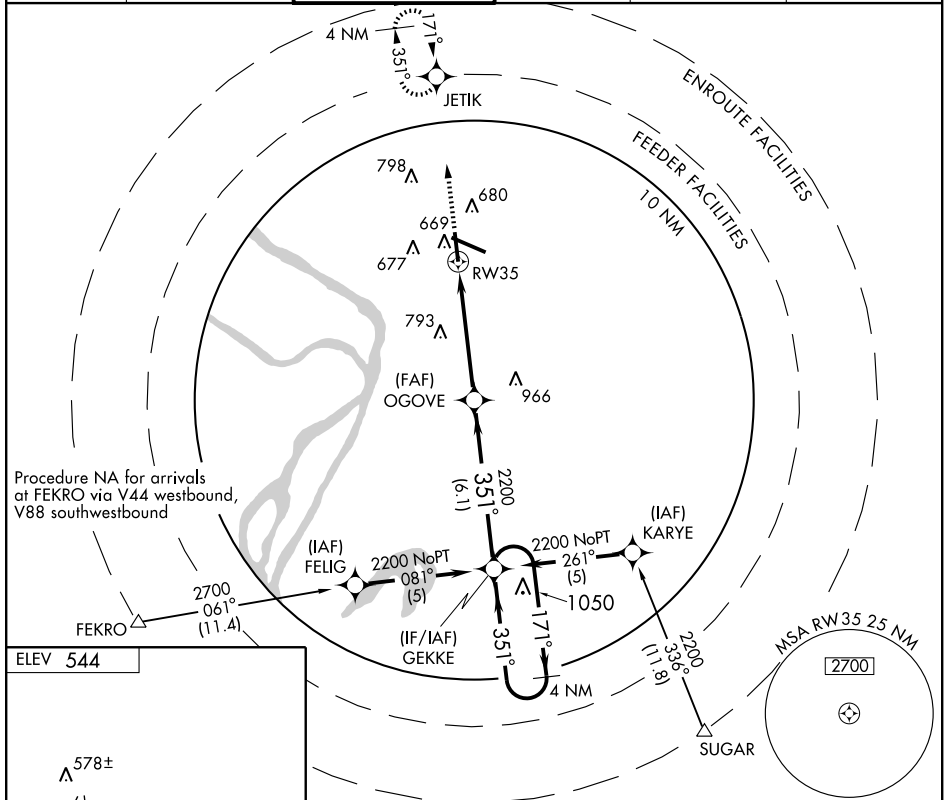 4 NM
171°
351°
JETIK
ENROUTE FACILITIES
FEEDER FACILITIES
10 NM
798
680
669
677
RW35
793
(FAF)
OGOVE
966
Procedure NA for arrivals
at FEKRO via V44 westbound,
V88 southwestbound
2200
351°
(6.1)
(IAF)
KARYE
(IAF)
FELIG
2200 NoPT
081°
(5)
2200 NoPT
261°
(5)
2700
061°
(11.4)
FEKRO
1050
(IF/IAF)
GEKKE
351°
171°
4 NM
2200
336°
(11.8)
SUGAR
MSA RW35 25 NM
2700
ELEV 544
578±